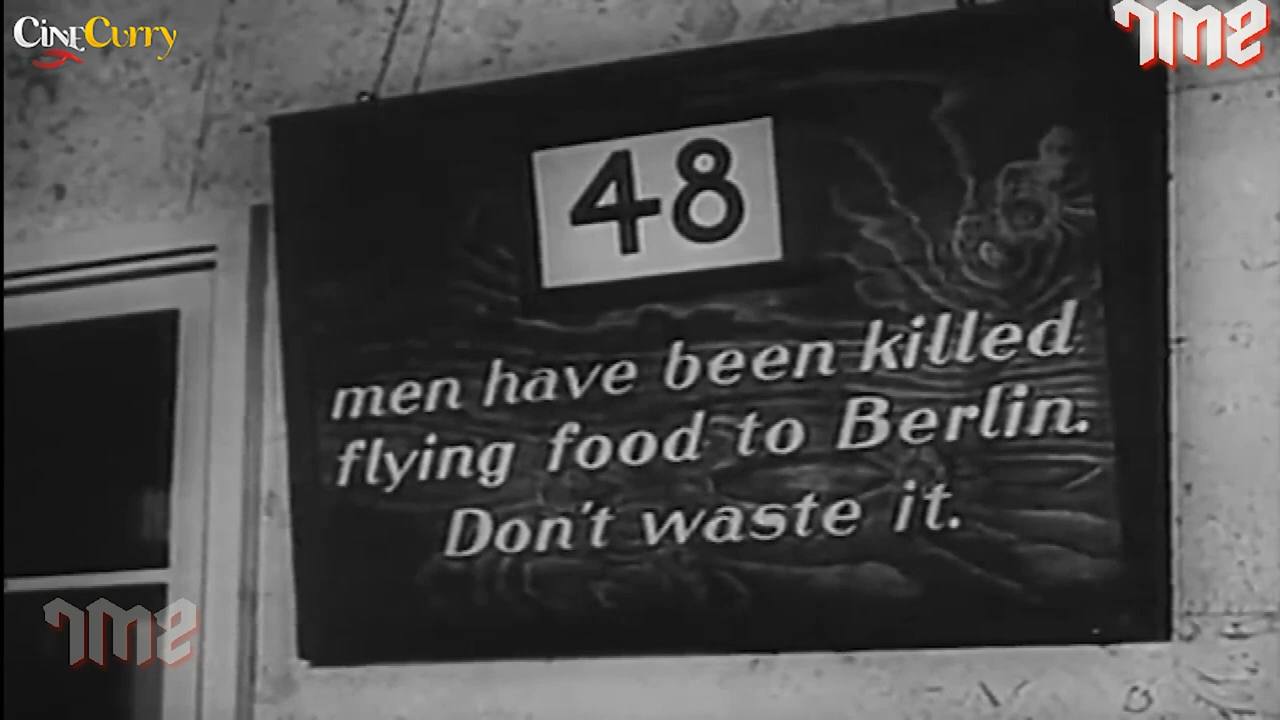 CineCurry
48
men have been killed
flying food to Berlin.
Don't waste it.